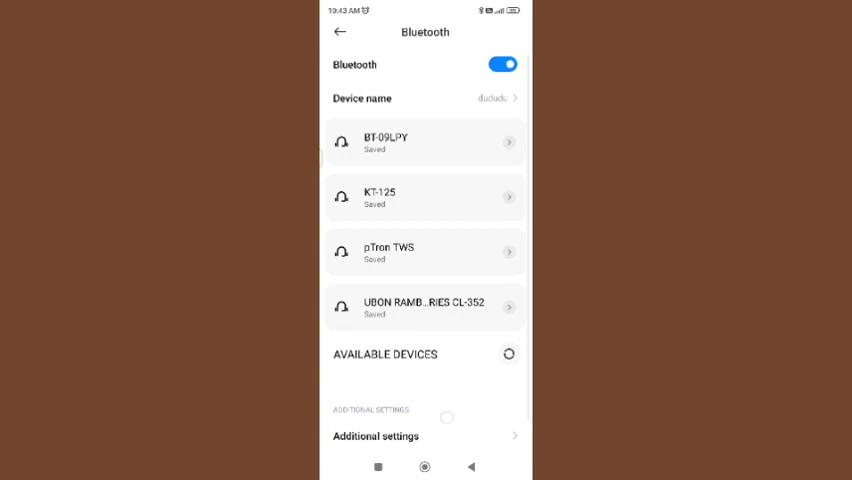 10:43 AM
Bluetooth
Bluetooth
Device name dududu
BT-09LPY
Saved
KT-125
Saved
pTron TWS
Saved
UBON RAMB...RIES CL-352
Saved
AVAILABLE DEVICES
ADDITIONAL SETTINGS
Additional settings